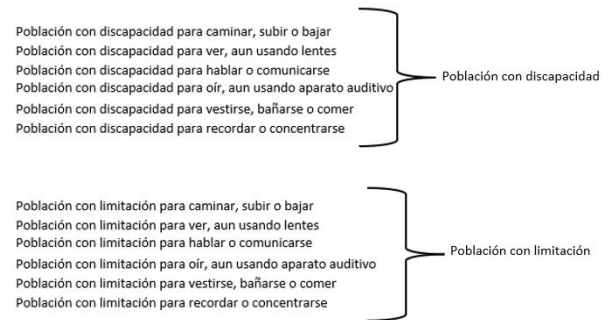 Población con discapacidad para caminar, subir o bajar
Población con discapacidad para ver, aun usando lentes
Población con discapacidad para hablar o comunicarse
Población con discapacidad para oír, aun usando aparato auditivo
Población con discapacidad para vestirse, bañarse o comer
Población con discapacidad para recordar o concentrarse
Población con discapacidad
Población con limitación para caminar, subir o bajar
Población con limitación para ver, aun usando lentes
Población con limitación para hablar o comunicarse
Población con limitación para oír, aun usando aparato auditivo
Población con limitación para vestirse, bañarse o comer
Población con limitación para recordar o concentrarse
Población con limitación